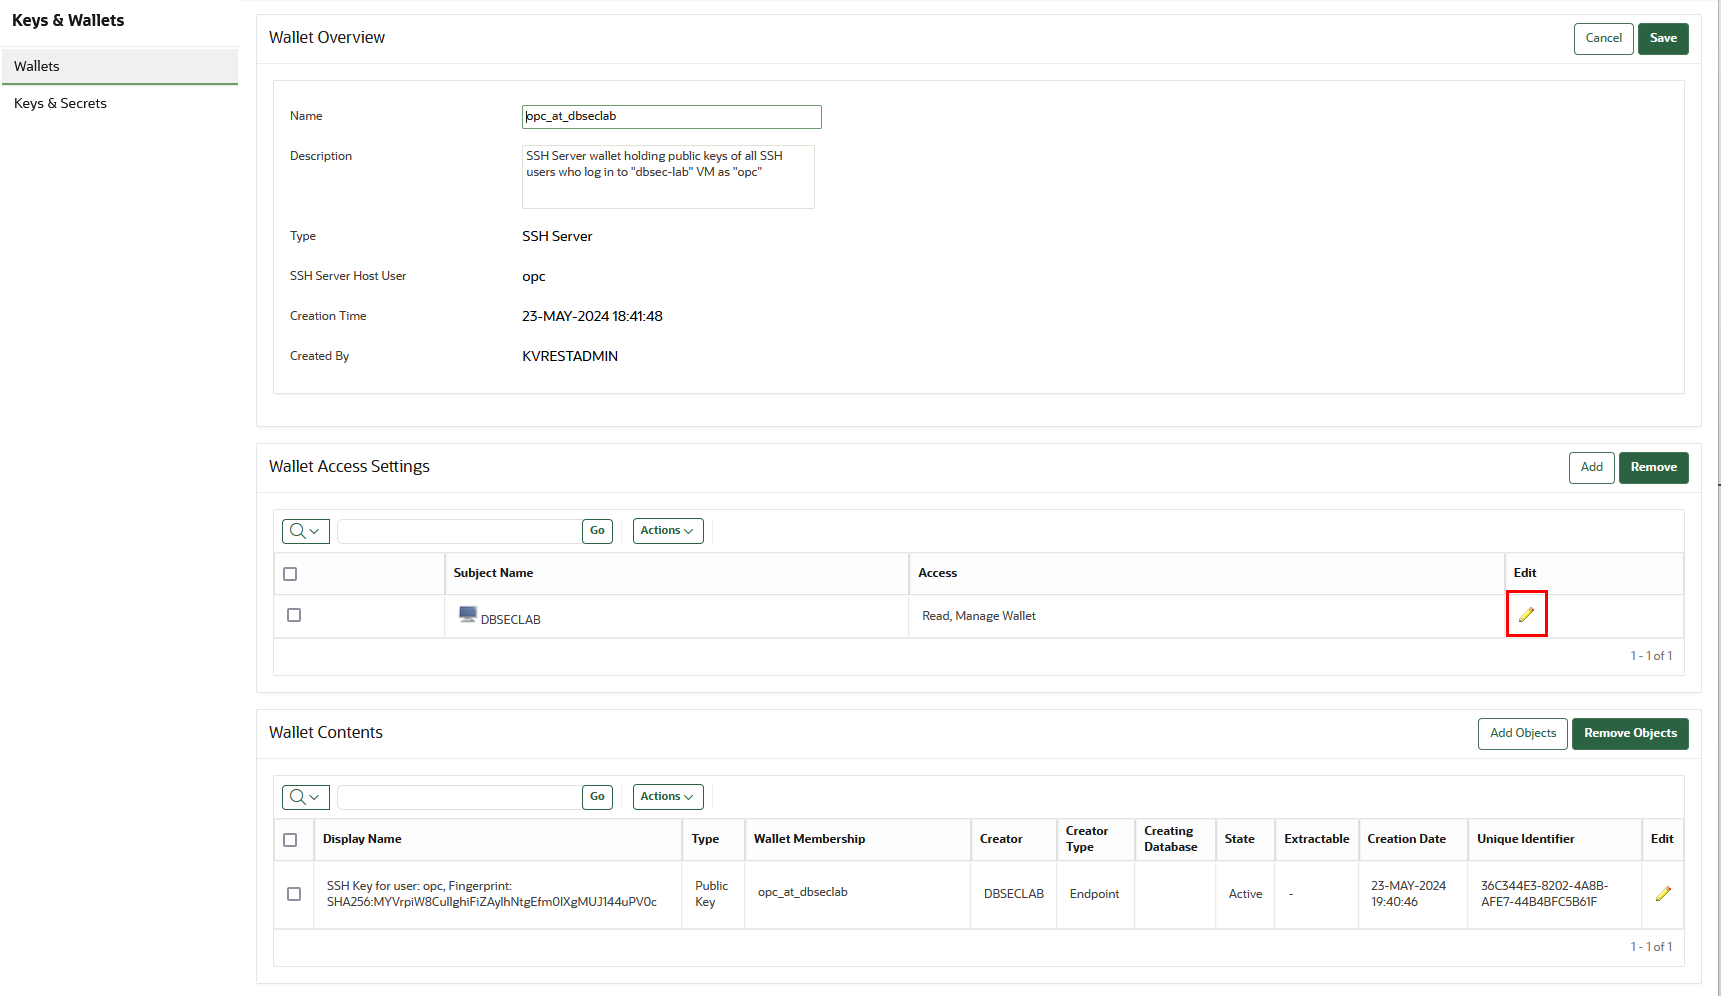 Keys & Wallets
Wallets
Keys & Secrets
Wallet Overview
Cancel
Save
Name
opc_at_dbseclab
Description
SSH Server wallet holding public keys of all SSH
users who log in to "dbsec-lab" VM as "opc"
Type
SSH Server
SSH Server Host User
opc
Creation Time
23-MAY-2024 18:41:48
Created By
KVRESTADMIN
Wallet Access Settings
Add
Remove
Go
Actions
Subject Name
Access
Edit
DBSECLAB
Read, Manage Wallet
1 - 1 of 1
Wallet Contents
Add Objects
Remove Objects
Go
Actions
Display Name
Type
Wallet Membership
Creator
Creator
Type
Creating
Database
State
Extractable
Creation Date
Unique Identifier
Edit
SSH Key for user: opc, Fingerprint:
Public
Key
opc_at_dbseclab
DBSECLAB
Endpoint
Active
-
23-MAY-2024
19:40:46
36C344E3-8202-4A8B-
AFE7-44B4BFC5B61F
1 - 1 of 1